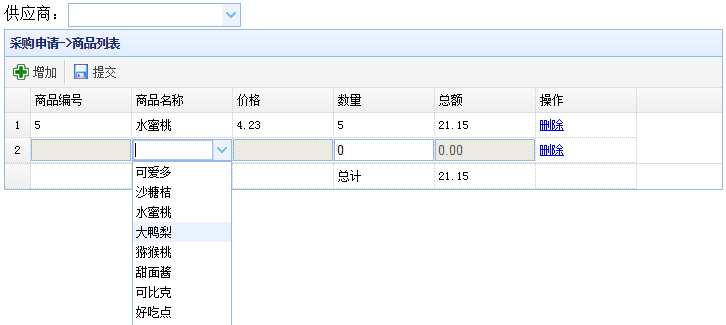 供应商：
采购申请->商品列表
增加 提交
商品编号 商品名称 价格 数量 总额 操作
1 5 水蜜桃 4.23 5 21.15 删除
2 0 0.00 删除
总计 21.15
可爱多
沙糖桔
水蜜桃
大鸭梨
猕猴桃
甜面酱
可比克
好吃点